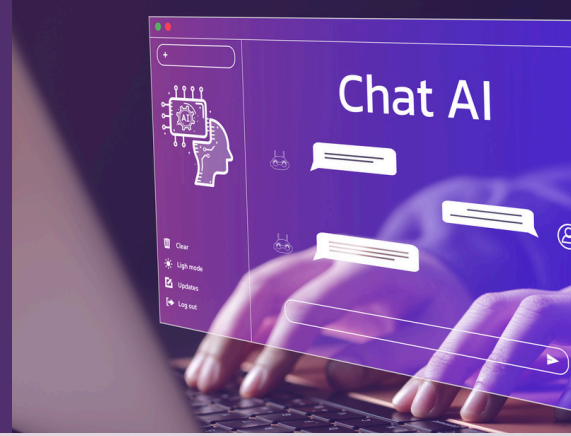 +
AI
Chat AI
Clear
Ligh mode
Updates
Log out